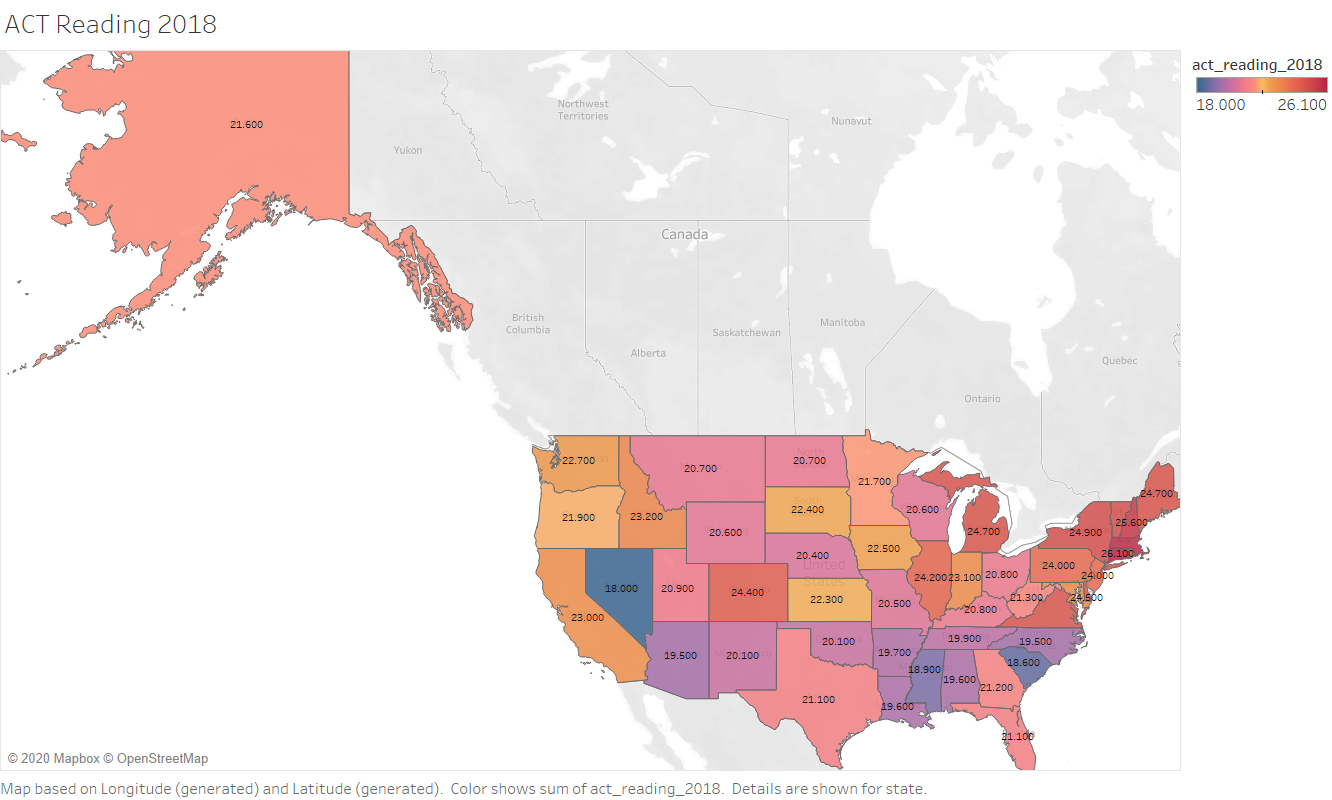 ACT Reading 2018
act_reading_2018
18.000 26.100
21.600
Northwest
Territories
Nunavut
Yukon
Canada
British
Columbia
Alberta
Saskatchewan
Manitoba
Ontario
Quebec
22.700
20.700
20.700
21.700
21.900
23.200
20.600
22.400
20.600
24.700
24.700
24.900
25.600
26.100
22.500
20.400
United
States
18.000
20.900
24.400
22.300
24.200
23.100
20.800
24.000
24.000
23.000
20.500
20.800
21.300
24.500
19.500
20.100
20.100
19.700
19.900
19.500
18.600
18.900
19.600
21.200
21.100
19.600
21.100
© 2020 Mapbox © OpenStreetMap
Map based on Longitude (generated) and Latitude (generated). Color shows sum of act_reading_2018. Details are shown for state.